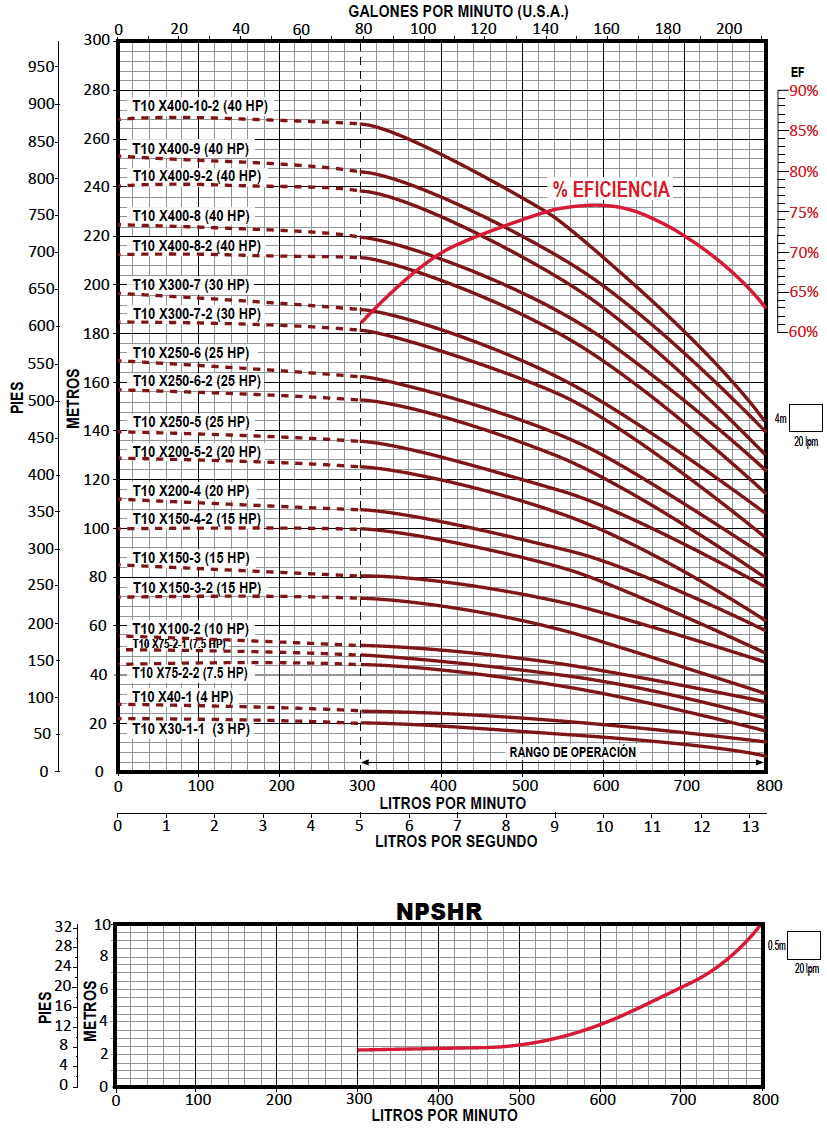 GALONES POR MINUTO (U.S.A.)
0 20 40 60 80 100 120 140 160 180 200
PIES
950
900
850
800
750
700
650
600
550
500
450
400
350
300
250
200
150
100
50
0
METROS
300
280
260
240
220
200
180
160
140
120
100
80
60
40
20
0
T10 X400-10-2 (40 HP)
T10 X400-9 (40 HP)
T10 X400-9-2 (40 HP)
T10 X400-8 (40 HP)
T10 X400-8-2 (40 HP)
T10 X300-7 (30 HP)
T10 X300-7-2 (30 HP)
T10 X250-6 (25 HP)
T10 X250-6-2 (25 HP)
T10 X250-5 (25 HP)
T10 X200-5-2 (20 HP)
T10 X200-4 (20 HP)
T10 X150-4-2 (15 HP)
T10 X150-3 (15 HP)
T10 X150-3-2 (15 HP)
T10 X100-2 (10 HP)
T10 X75-2-1 (7.5 HP)
T10 X75-2-2 (7.5 HP)
T10 X40-1 (4 HP)
T10 X30-1-1 (3 HP)
% EFICIENCIA
EF
90%
85%
80%
75%
70%
65%
60%
4m
20 lpm
RANGO DE OPERACIÓN
0 100 200 300 400 500 600 700 800
LITROS POR MINUTO
0 1 2 3 4 5 6 7 8 9 10 11 12 13
LITROS POR SEGUNDO
NPSHR
PIES
32
28
24
20
16
12
8
4
0
METROS
10
8
6
4
2
0
0.5m
20 lpm
0 100 200 300 400 500 600 700 800
LITROS POR MINUTO